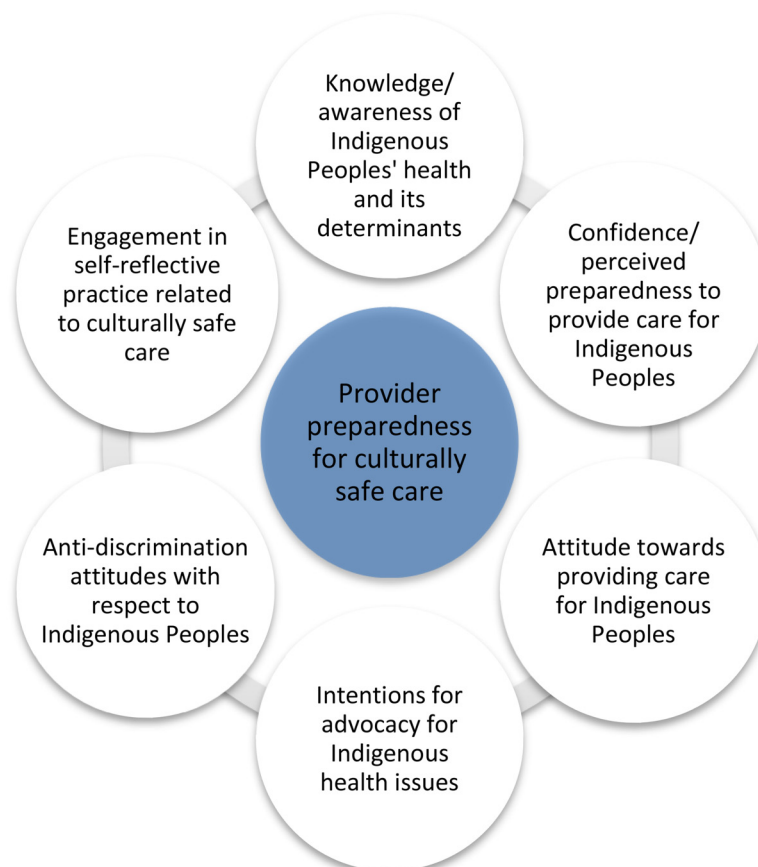 Knowledge/
awareness of
Indigenous
Peoples' health
and its
determinants
Confidence/
perceived
preparedness to
provide care for
Indigenous
Peoples
Attitude towards
providing care
for Indigenous
Peoples
Intentions for
advocacy for
Indigenous
health issues
Anti-discrimination
attitudes with
respect to
Indigenous Peoples
Engagement in
self-reflective
practice related
to culturally safe
care
Provider
preparedness
for culturally
safe care